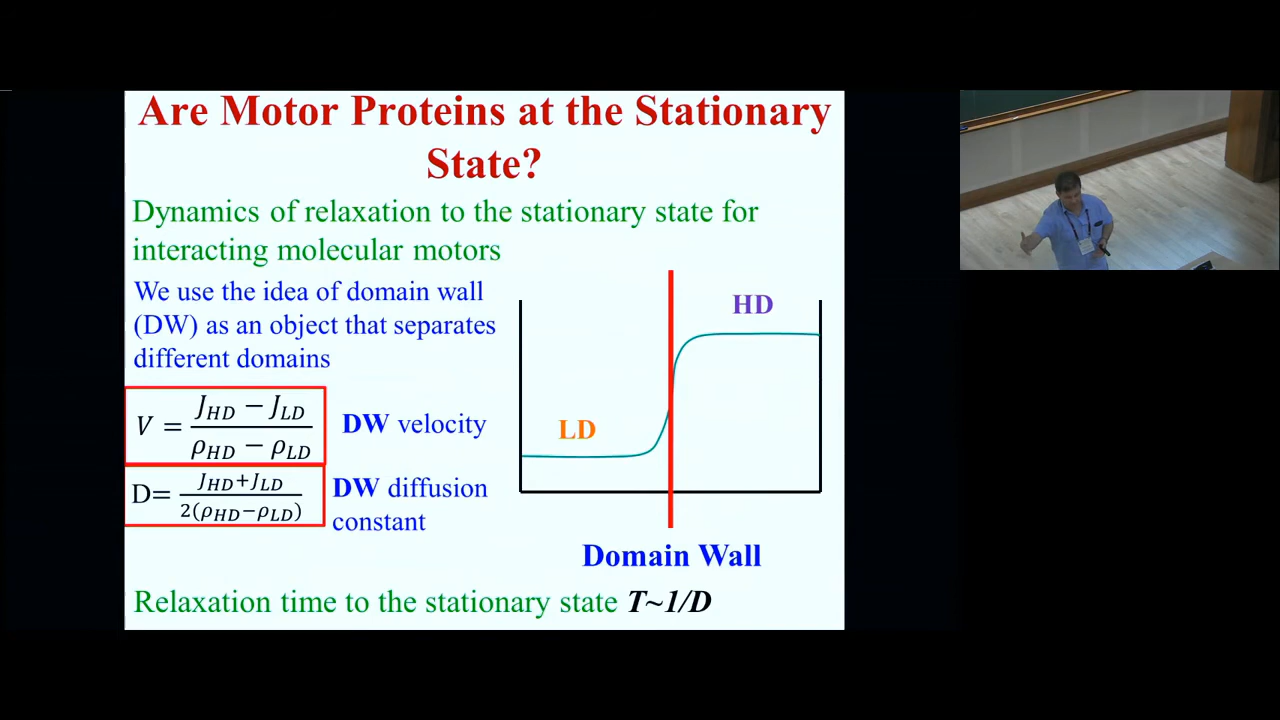 Are Motor Proteins at the Stationary
State?
Dynamics of relaxation to the stationary state for
interacting molecular motors
We use the idea of domain wall
(DW) as an object that separates
different domains
V = (J_HD − J_LD) / (ρ_HD − ρ_LD)
DW velocity
D= (J_HD+J_LD) / (2(ρ_HD−ρ_LD))
DW diffusion
constant
HD
LD
Domain Wall
Relaxation time to the stationary state T~1/D